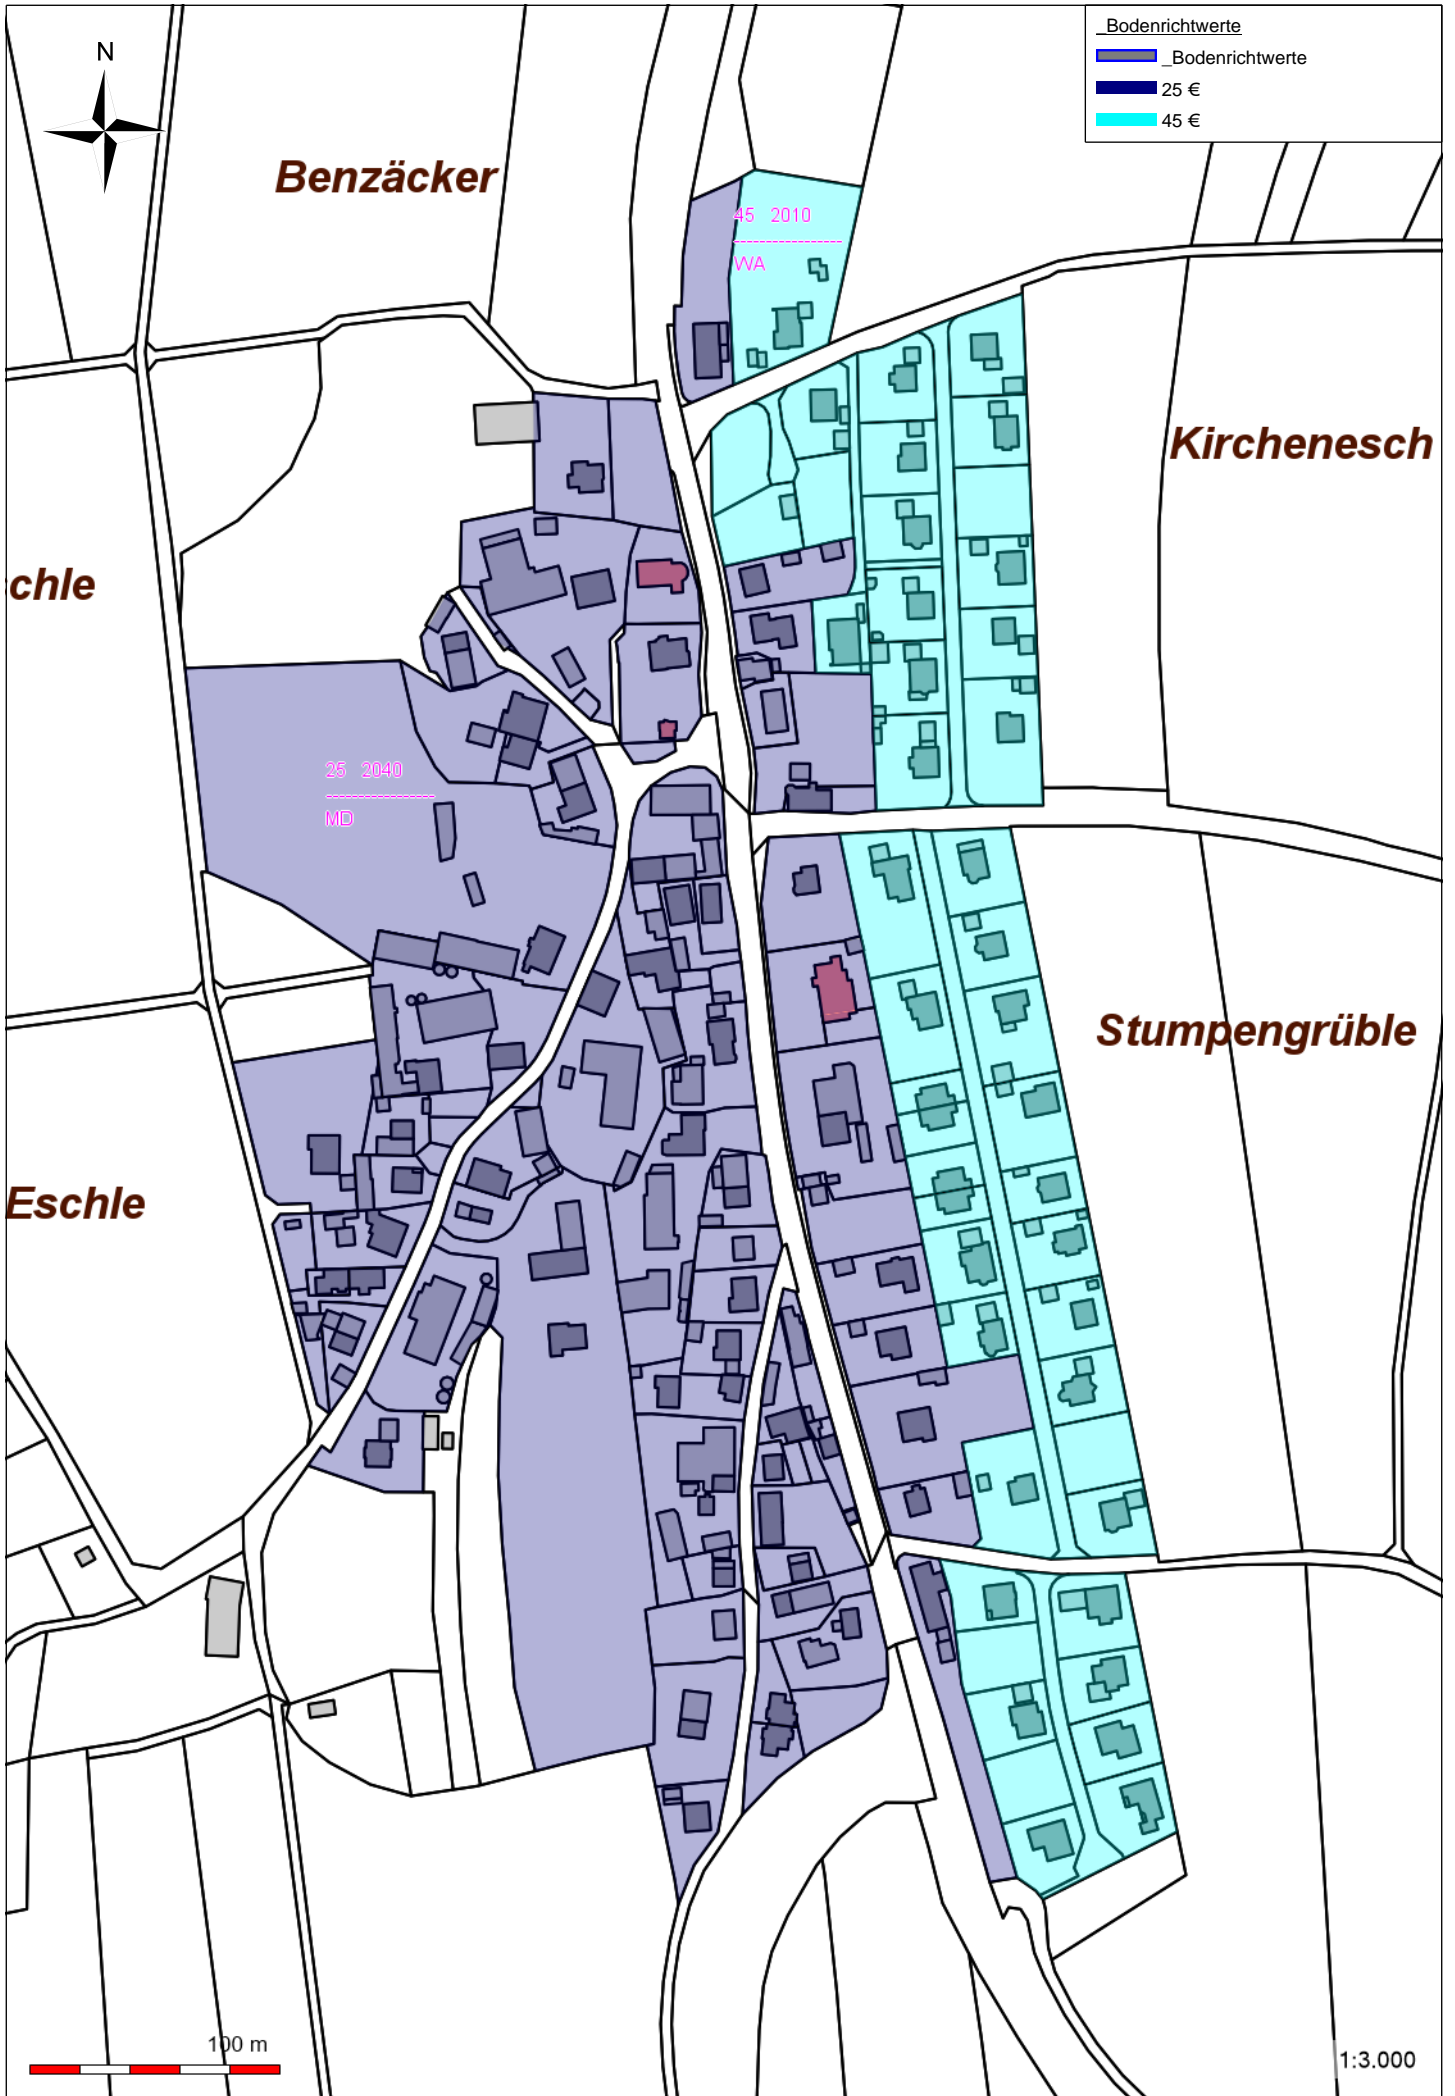 _Bodenrichtwerte
_Bodenrichtwerte
25 €
45 €
N
Benzäcker
45 2010
-----------------
WA
Kirchenesch
chle
25 2040
-----------------
MD
Stumpengrüble
Eschle
100 m
1:3.000